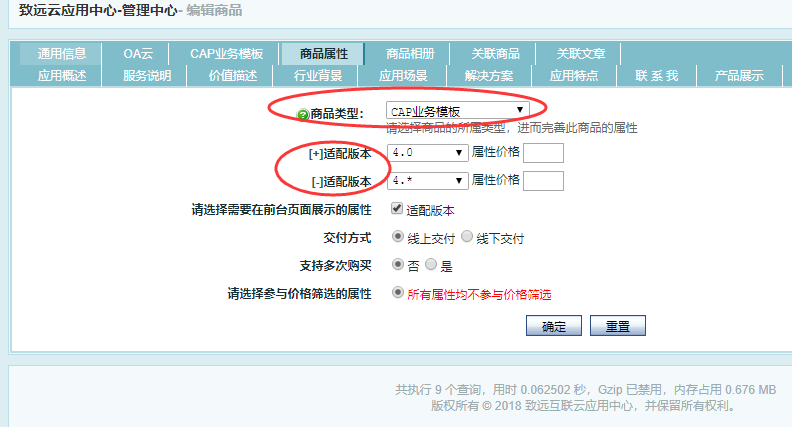 致远云应用中心-管理中心- 编辑商品
通用信息 OA云 CAP业务模板 商品属性 商品相册 关联商品 关联文章
应用概述 服务说明 价值描述 行业背景 应用场景 解决方案 应用特点 联 系 我 产品展示
商品类型: CAP业务模板
请选择商品的所属类型，进而完善此商品的属性
[+]适配版本 4.0 属性价格
[-]适配版本 4.* 属性价格
请选择需要在前台页面展示的属性 适配版本
交付方式 线上交付 线下交付
支持多次购买 否 是
请选择参与价格筛选的属性 所有属性均不参与价格筛选
确定 重置
共执行 9 个查询，用时 0.062502 秒，Gzip 已禁用，内存占用 0.676 MB
版权所有 © 2018 致远互联云应用中心，并保留所有权利。